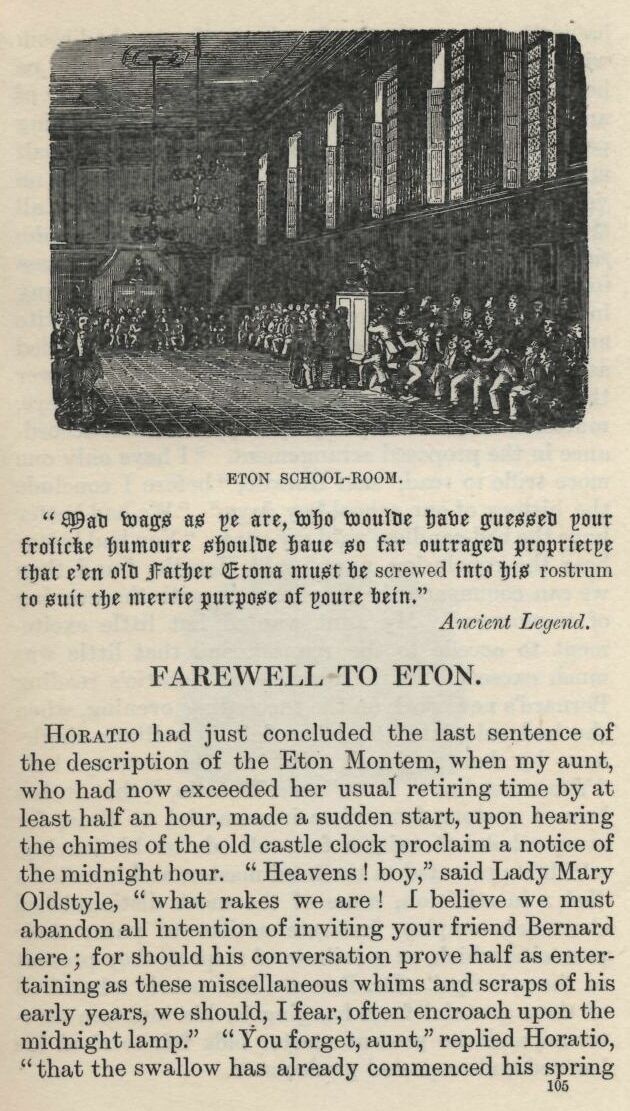 ETON SCHOOL-ROOM.
“Mad wags as ye are, who woulde have guessed your
frolicke humoure shoulde haue so far outraged proprietye
that e’en old Father Etona must be screwed into his rostrum
to suit the merrie purpose of youre vein.”
Ancient Legend.
FAREWELL TO ETON.
HORATIO had just concluded the last sentence of
the description of the Eton Montem, when my aunt,
who had now exceeded her usual retiring time by at
least half an hour, made a sudden start, upon hearing
the chimes of the old castle clock proclaim a notice of
the midnight hour. “Heavens! boy,” said Lady Mary
Oldstyle, “what rakes we are! I believe we must
abandon all intention of inviting your friend Bernard
here; for should his conversation prove half as enter-
taining as these miscellaneous whims and scraps of his
early years, we should, I fear, often encroach upon the
midnight lamp.” “You forget, aunt,” replied Horatio,
“that the swallow has already commenced his spring
105